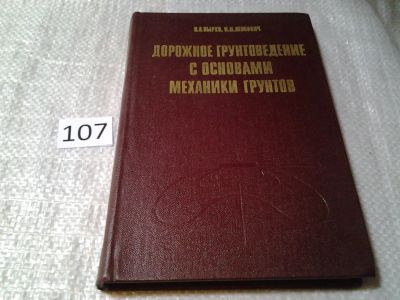 ДОРОЖНОЕ ГРУНТОВЕДЕНИЕ
С ОСНОВАМИ
МЕХАНИКИ ГРУНТОВ
107